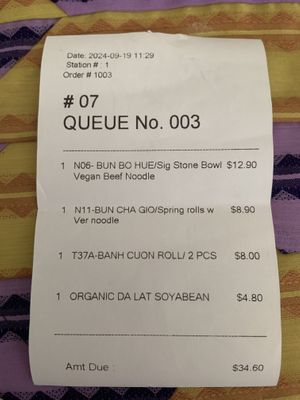 Date: 2024-09-19 11:29
Station # : 1
Order # 1003
# 07
QUEUE No. 003
1 N06- BUN BO HUE/Sig Stone Bowl $12.90
Vegan Beef Noodle
1 N11-BUN CHA GIO/Spring rolls w $8.90
Ver noodle
1 T37A-BANH CUON ROLL/ 2 PCS $8.00
1 ORGANIC DA LAT SOYABEAN $4.80
Amt Due : $34.60